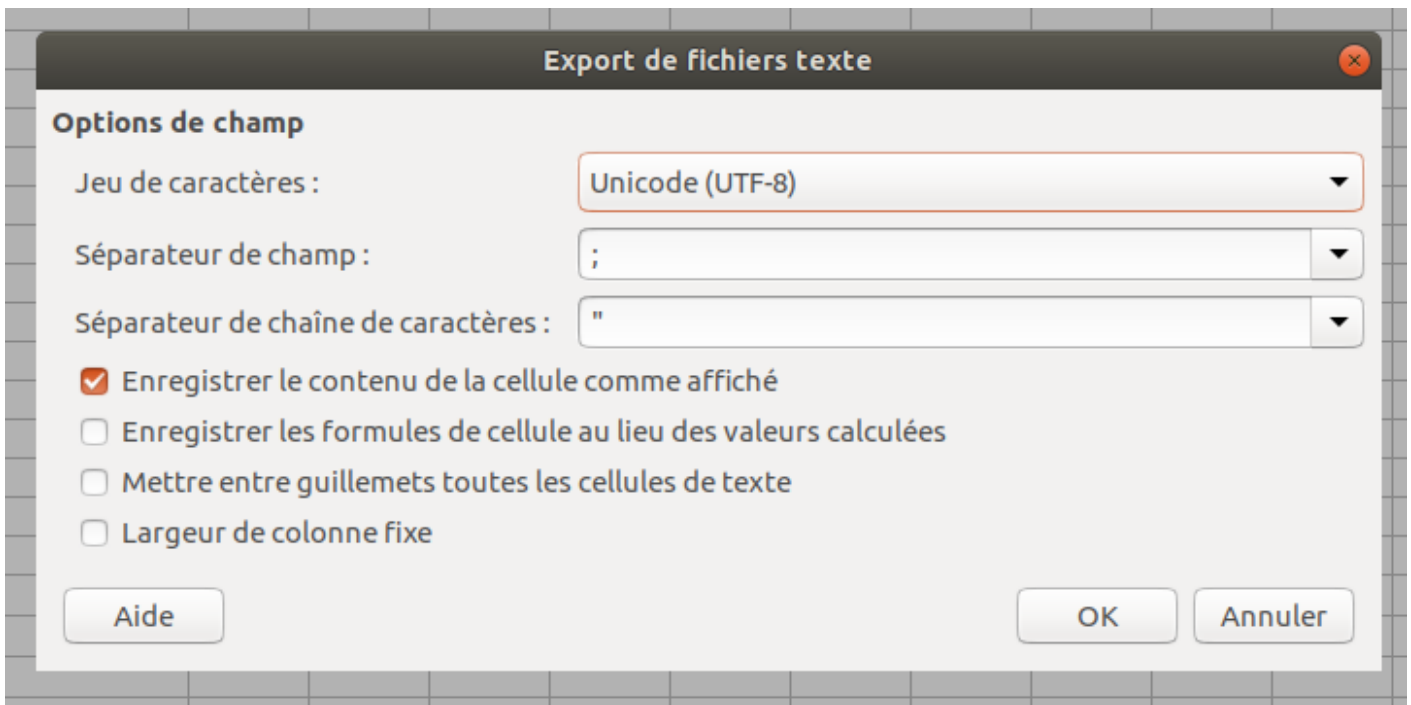 Export de fichiers texte
Options de champ
Jeu de caractères : Unicode (UTF-8)
Séparateur de champ : ;
Séparateur de chaîne de caractères : "
Enregistrer le contenu de la cellule comme affiché
Enregistrer les formules de cellule au lieu des valeurs calculées
Mettre entre guillemets toutes les cellules de texte
Largeur de colonne fixe
Aide OK Annuler